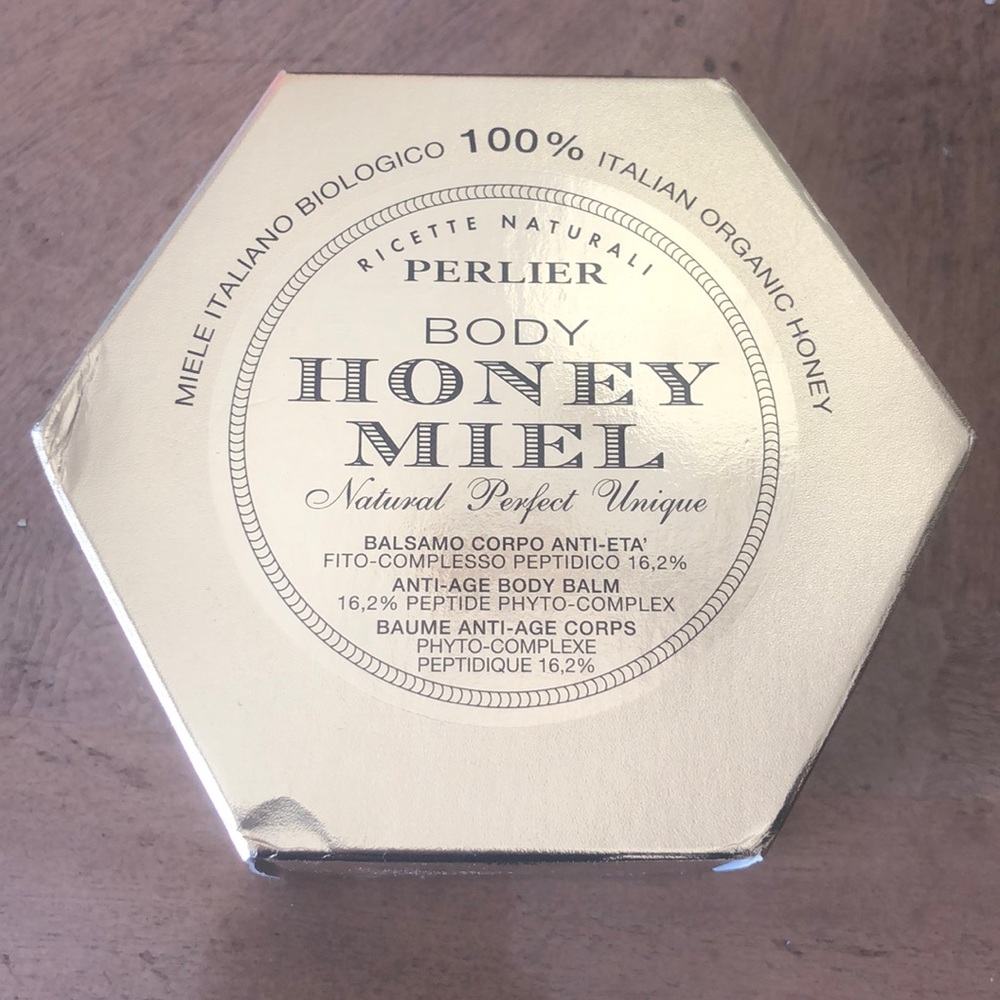 MIELE ITALIANO BIOLOGICO 100% ITALIAN ORGANIC HONEY
RICETTE NATURALI
PERLIER
BODY
HONEY
MIEL
Natural Perfect Unique
BALSAMO CORPO ANTI-ETA'
FITO-COMPLESSO PEPTIDICO 16,2%
ANTI-AGE BODY BALM
16,2% PEPTIDE PHYTO-COMPLEX
BAUME ANTI-AGE CORPS
PHYTO-COMPLEXE
PEPTIDIQUE 16,2%